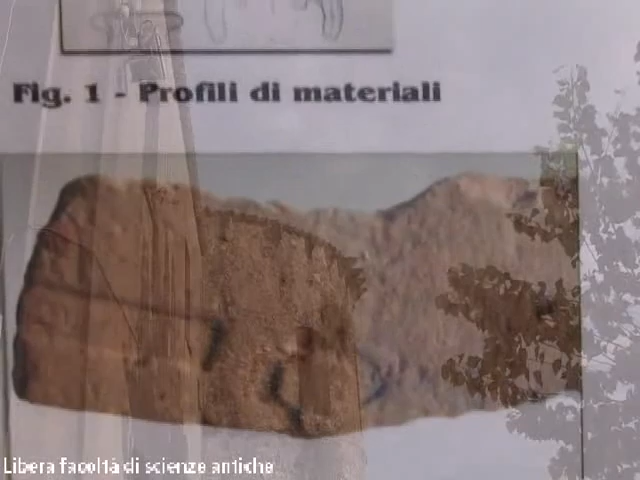 Fig. 1 - Profili di materiali
Libera facoltà di scienze antiche